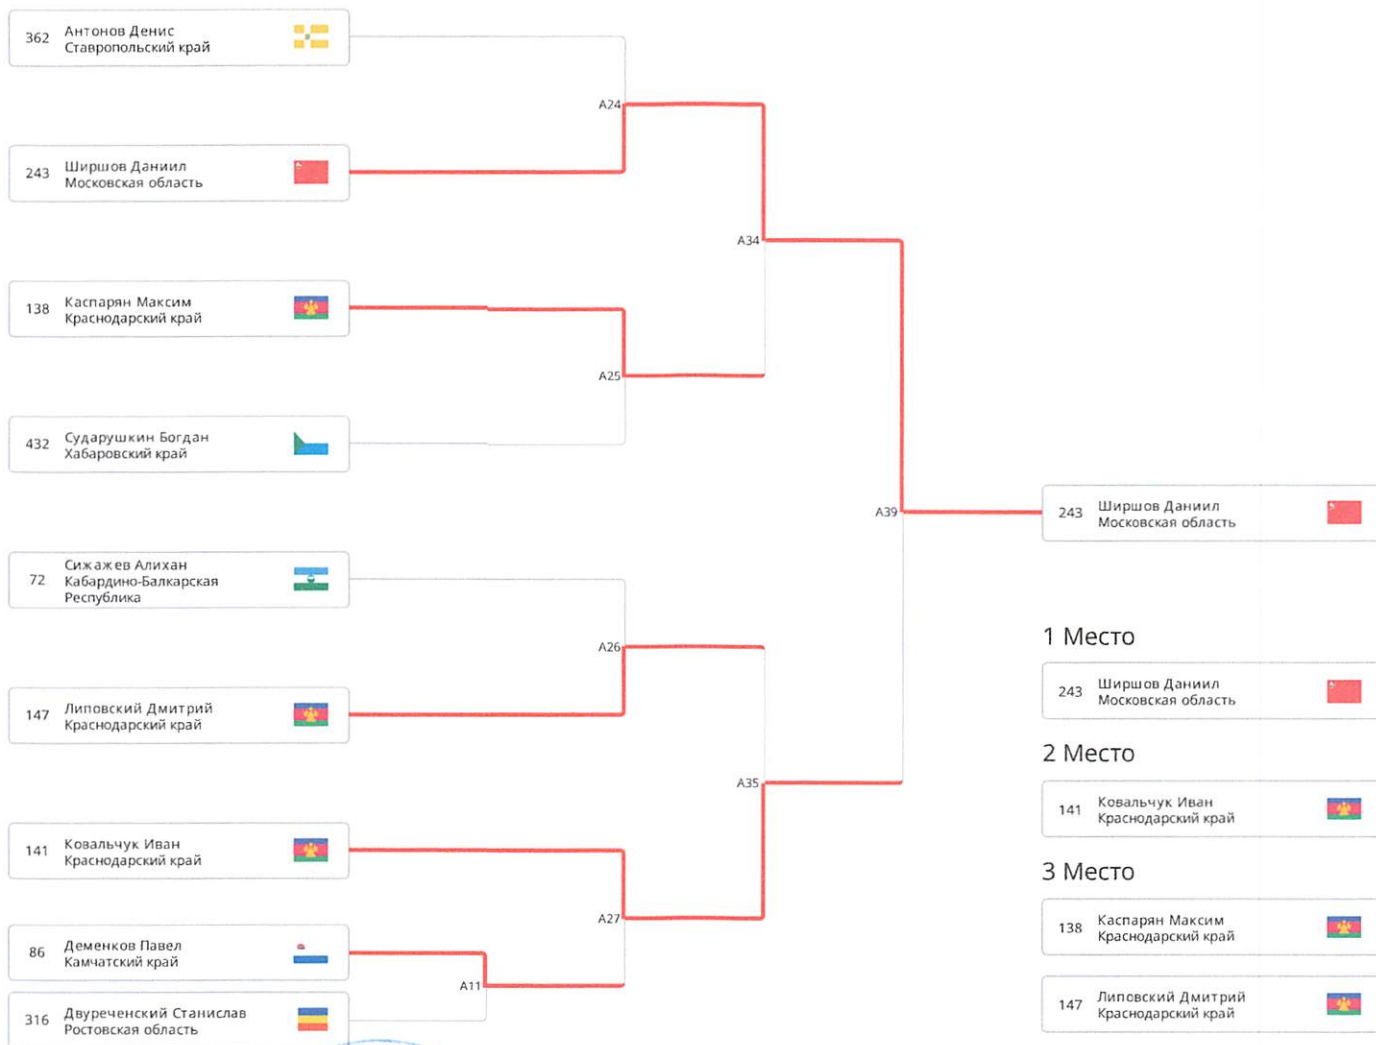 362
Антонов Денис
Ставропольский край
A24
243
Ширшов Даниил
Московская область
A34
138
Каспарян Максим
Краснодарский край
A25
432
Сударушкин Богдан
Хабаровский край
A39
243
Ширшов Даниил
Московская область
72
Сижажев Алихан
Кабардино-Балкарская
Республика
A26
147
Липовский Дмитрий
Краснодарский край
A35
141
Ковальчук Иван
Краснодарский край
A27
86
Деменков Павел
Камчатский край
A11
316
Двуреченский Станислав
Ростовская область
1 Место
243
Ширшов Даниил
Московская область
2 Место
141
Ковальчук Иван
Краснодарский край
3 Место
138
Каспарян Максим
Краснодарский край
147
Липовский Дмитрий
Краснодарский край